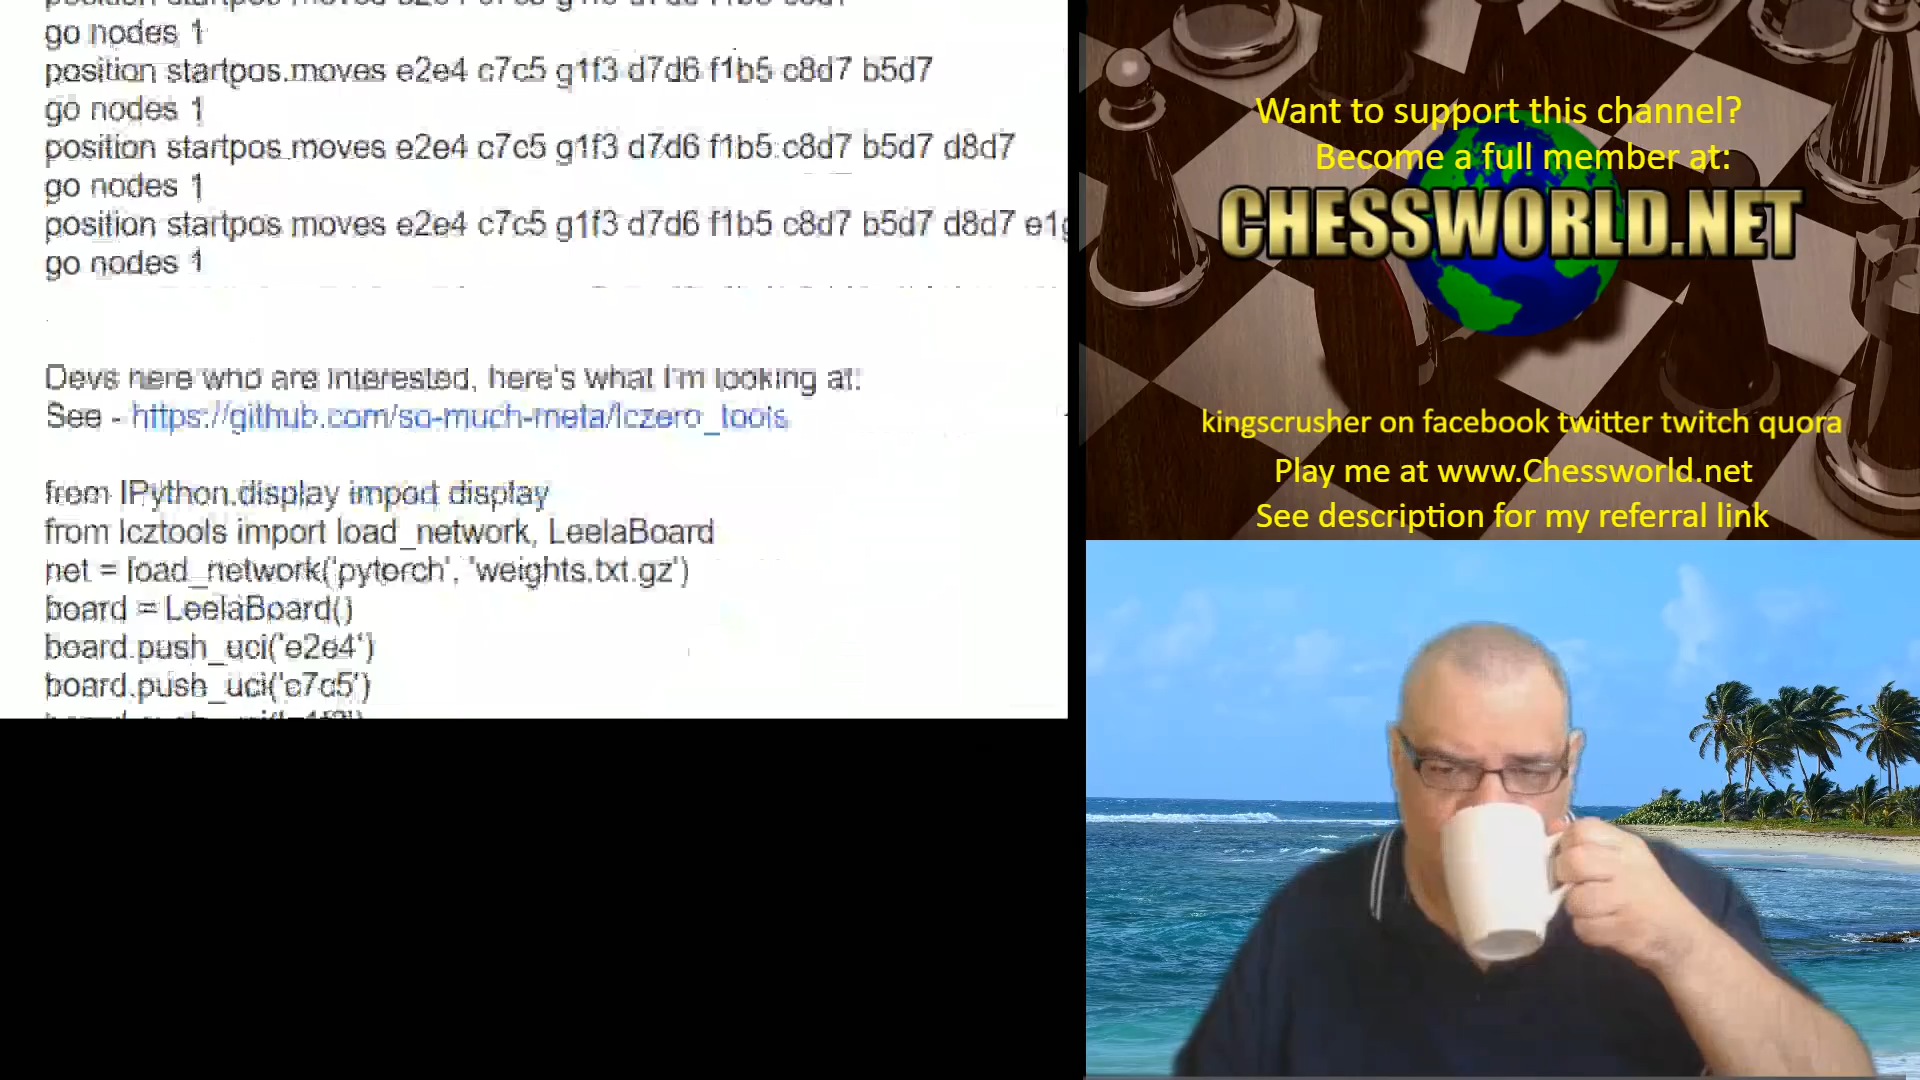 go nodes 1
position startpos moves e2e4 c7c5 g1f3 d7d6 f1b5 c8d7 b5d7
go nodes 1
position startpos moves e2e4 c7c5 g1f3 d7d6 f1b5 c8d7 b5d7 d8d7
go nodes 1
position startpos moves e2e4 c7c5 g1f3 d7d6 f1b5 c8d7 b5d7 d8d7
go nodes 1
Devs here who are interested, here's what I'm looking at:
See - https://github.com/so-much-meta/lczero_tools
from IPython.display import display
from lcztools import load_network, LeelaBoard
net = load_network('pytorch', 'weights.txt.gz')
board = LeelaBoard()
board.push_uci('e2e4')
board.push_uci('c7c5')
Want to support this channel?
Become a full member at:
CHESSWORLD.NET
kingscrusher on facebook twitter twitch quora
Play me at www.Chessworld.net
See description for my referral link